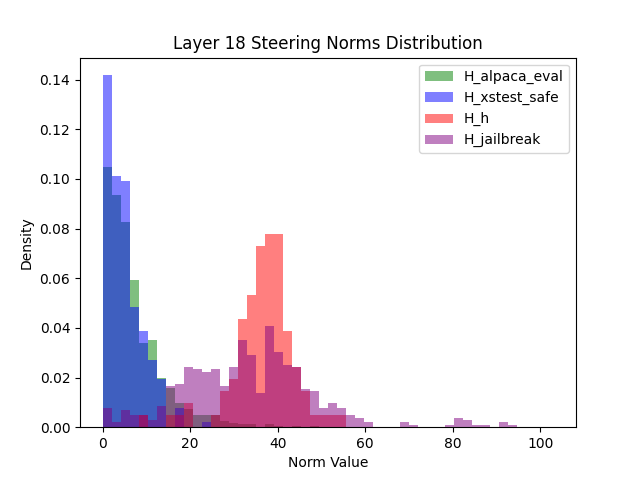 Layer 18 Steering Norms Distribution
H_alpaca_eval
H_xstest_safe
H_h
H_jailbreak
Density
0.14
0.12
0.10
0.08
0.06
0.04
0.02
0.00
0 20 40 60 80 100
Norm Value